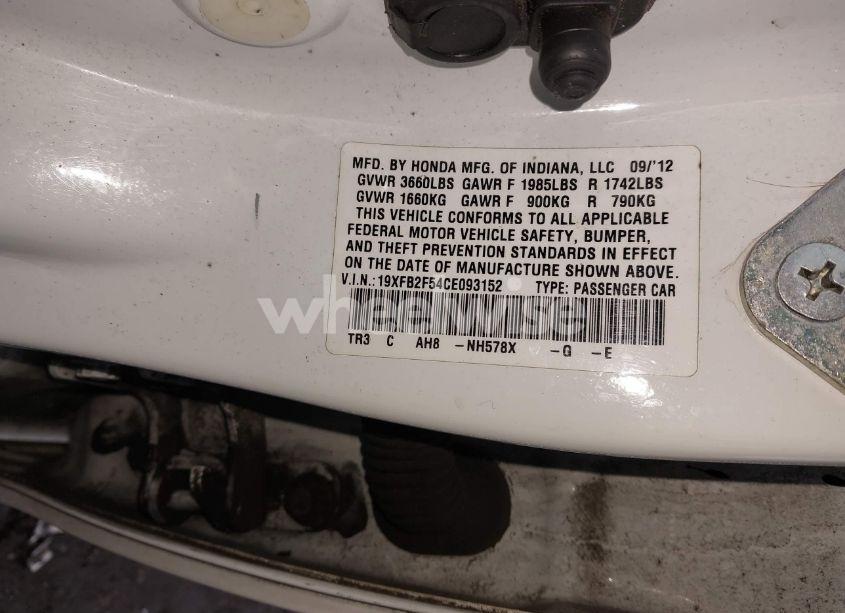 MFD. BY HONDA MFG. OF INDIANA, LLC 09/'12
GVWR 3660LBS GAWR F 1985LBS R 1742LBS
GVWR 1660KG GAWR F 900KG R 790KG
THIS VEHICLE CONFORMS TO ALL APPLICABLE
FEDERAL MOTOR VEHICLE SAFETY, BUMPER,
AND THEFT PREVENTION STANDARDS IN EFFECT
ON THE DATE OF MANUFACTURE SHOWN ABOVE.
V.I.N.:19XFB2F54CE093152 TYPE: PASSENGER CAR
wheelwise
TR3 C AH8 -NH578X -G -E